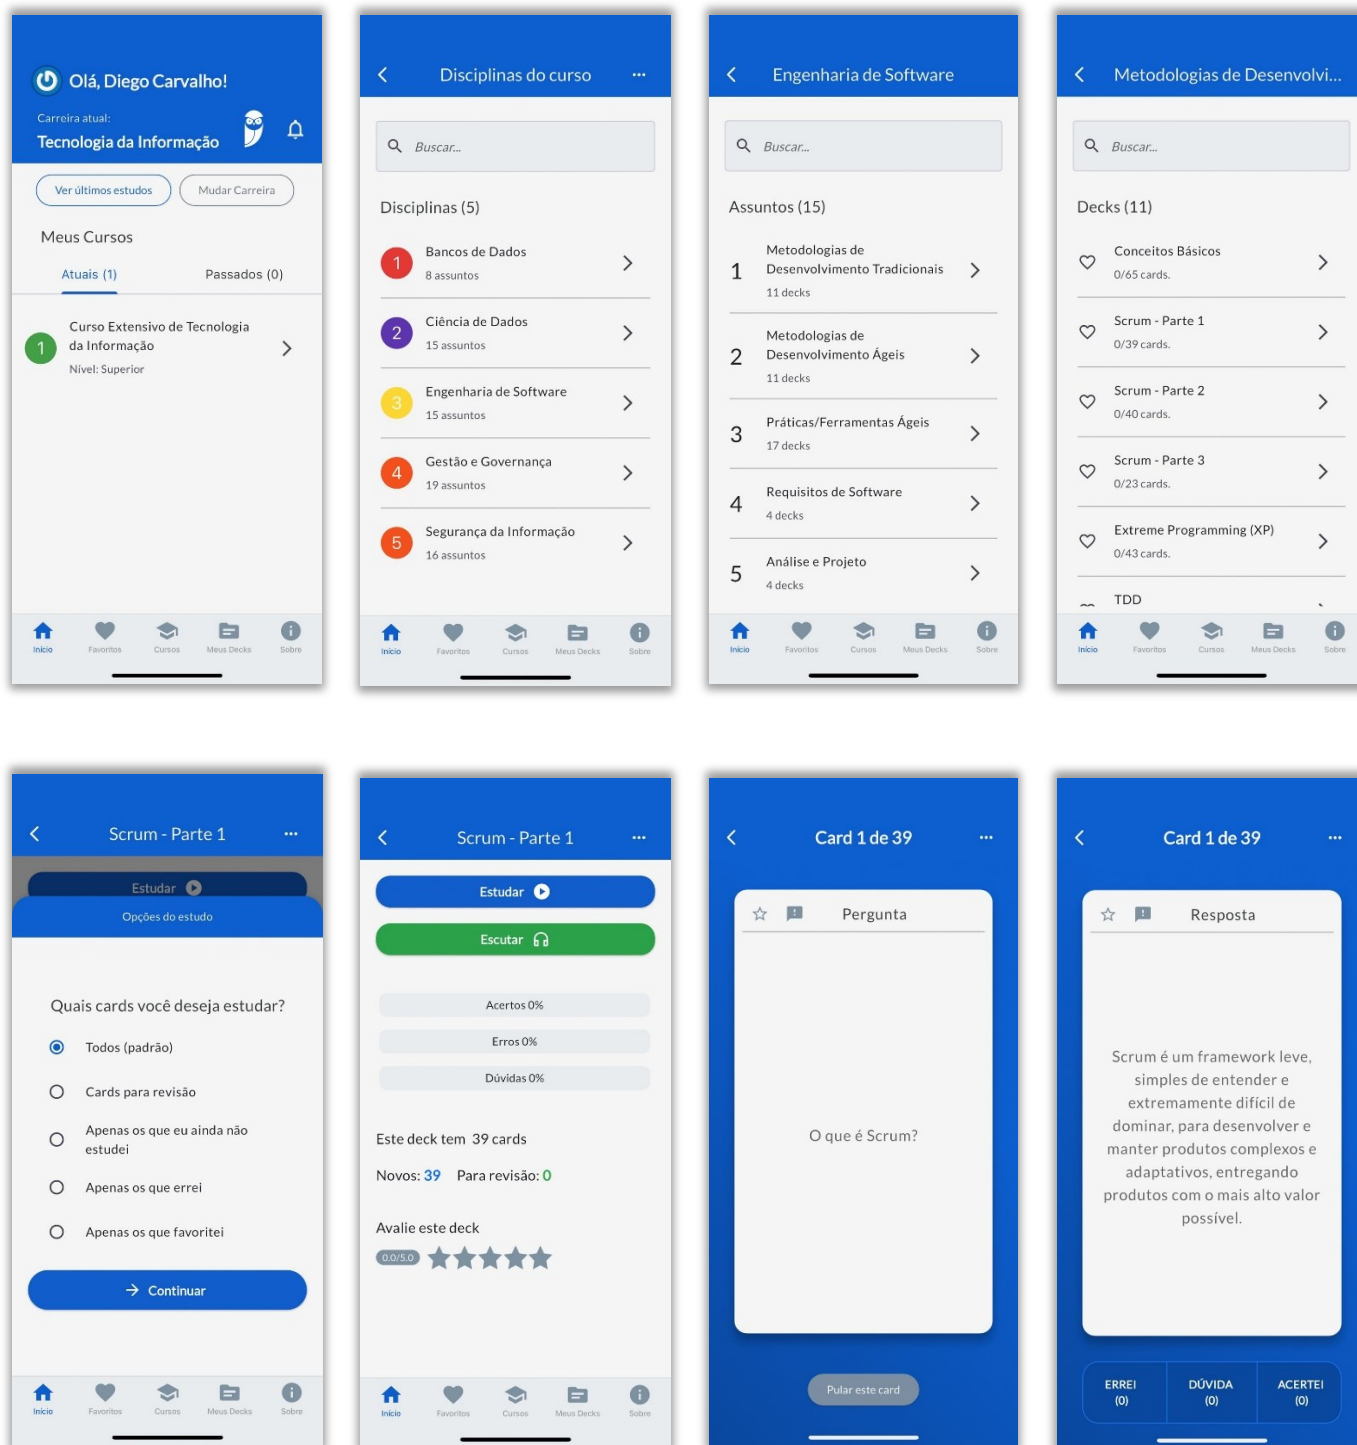 Olá, Diego Carvalho!
Carreira atual:
Tecnologia da Informação
Ver últimos estudos
Mudar Carreira
Meus Cursos
Atuais (1)
Passados (0)
1
Curso Extensivo de Tecnologia
da Informação
Nível: Superior
Início
Favoritos
Cursos
Meus Decks
Sobre
Disciplinas do curso
Buscar...
Disciplinas (5)
1
Bancos de Dados
8 assuntos
2
Ciência de Dados
15 assuntos
3
Engenharia de Software
15 assuntos
4
Gestão e Governança
19 assuntos
5
Segurança da Informação
16 assuntos
Início
Favoritos
Cursos
Meus Decks
Sobre
Engenharia de Software
Buscar...
Assuntos (15)
1
Metodologias de
Desenvolvimento Tradicionais
11 decks
2
Metodologias de
Desenvolvimento Ágeis
11 decks
3
Práticas/Ferramentas Ágeis
17 decks
4
Requisitos de Software
4 decks
5
Análise e Projeto
4 decks
Início
Favoritos
Cursos
Meus Decks
Sobre
Metodologias de Desenvolvi...
Buscar...
Decks (11)
Conceitos Básicos
0/65 cards.
Scrum - Parte 1
0/39 cards.
Scrum - Parte 2
0/40 cards.
Scrum - Parte 3
0/23 cards.
Extreme Programming (XP)
0/43 cards.
TDD
Início
Favoritos
Cursos
Meus Decks
Sobre
Scrum - Parte 1
Estudar
Opções do estudo
Quais cards você deseja estudar?
Todos (padrão)
Cards para revisão
Apenas os que eu ainda não
estudei
Apenas os que errei
Apenas os que favoritei
→ Continuar
Início
Favoritos
Cursos
Meus Decks
Sobre
Scrum - Parte 1
Estudar
Escutar
Acertos 0%
Erros 0%
Dúvidas 0%
Este deck tem 39 cards
Novos: 39 Para revisão: 0
Avalie este deck
0.0/5.0
Início
Favoritos
Cursos
Meus Decks
Sobre
Card 1 de 39
Pergunta
O que é Scrum?
Pular este card
Card 1 de 39
Resposta
Scrum é um framework leve,
simples de entender e
extremamente difícil de
dominar, para desenvolver e
manter produtos complexos e
adaptativos, entregando
produtos com o mais alto valor
possível.
ERREI
(0)
DÚVIDA
(0)
ACERTEI
(0)